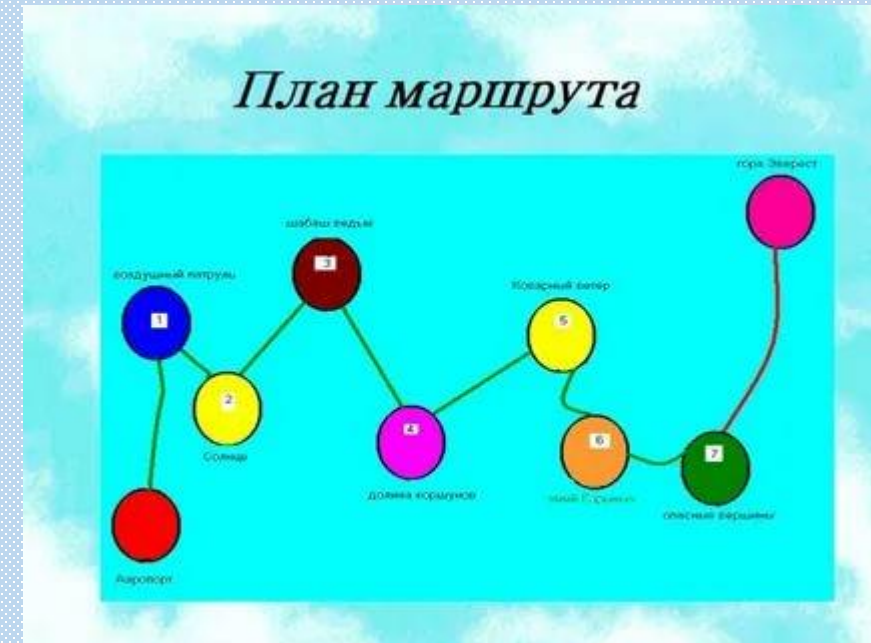 План маршрута
гора Эверест
шабаш ведьм
воздушный патруль
3
Коварный ветер
1
5
2
4
6
7
Солнце
долина коршунов
змей Г
опасные вершины
Аэропорт